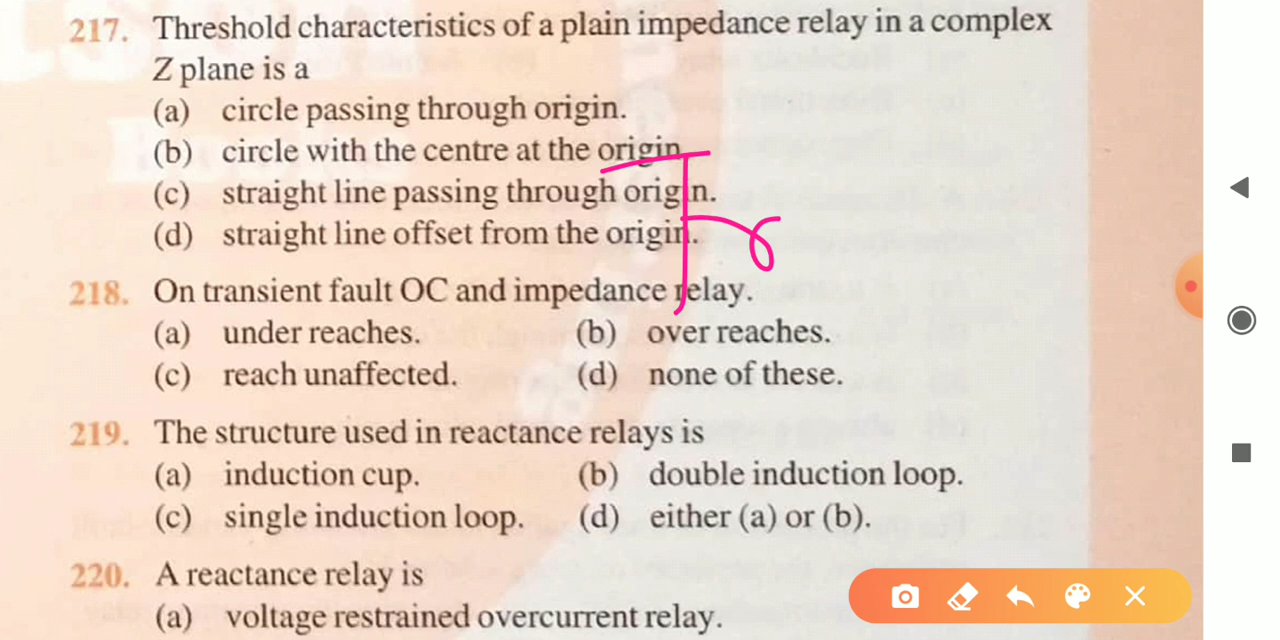 217. Threshold characteristics of a plain impedance relay in a complex
Z plane is a
(a) circle passing through origin.
(b) circle with the centre at the origin
(c) straight line passing through origin.
(d) straight line offset from the origin.
218. On transient fault OC and impedance relay.
(a) under reaches. (b) over reaches.
(c) reach unaffected. (d) none of these.
219. The structure used in reactance relays is
(a) induction cup. (b) double induction loop.
(c) single induction loop. (d) either (a) or (b).
220. A reactance relay is
(a) voltage restrained overcurrent relay.